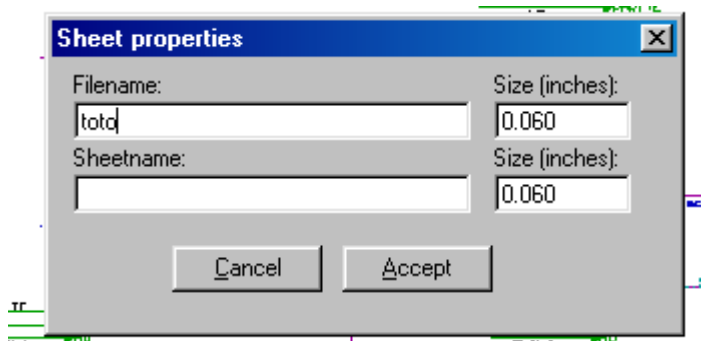 Sheet properties
Filename: Size (inches):
toto 0.060
Sheetname: Size (inches):
0.060
Cancel Accept